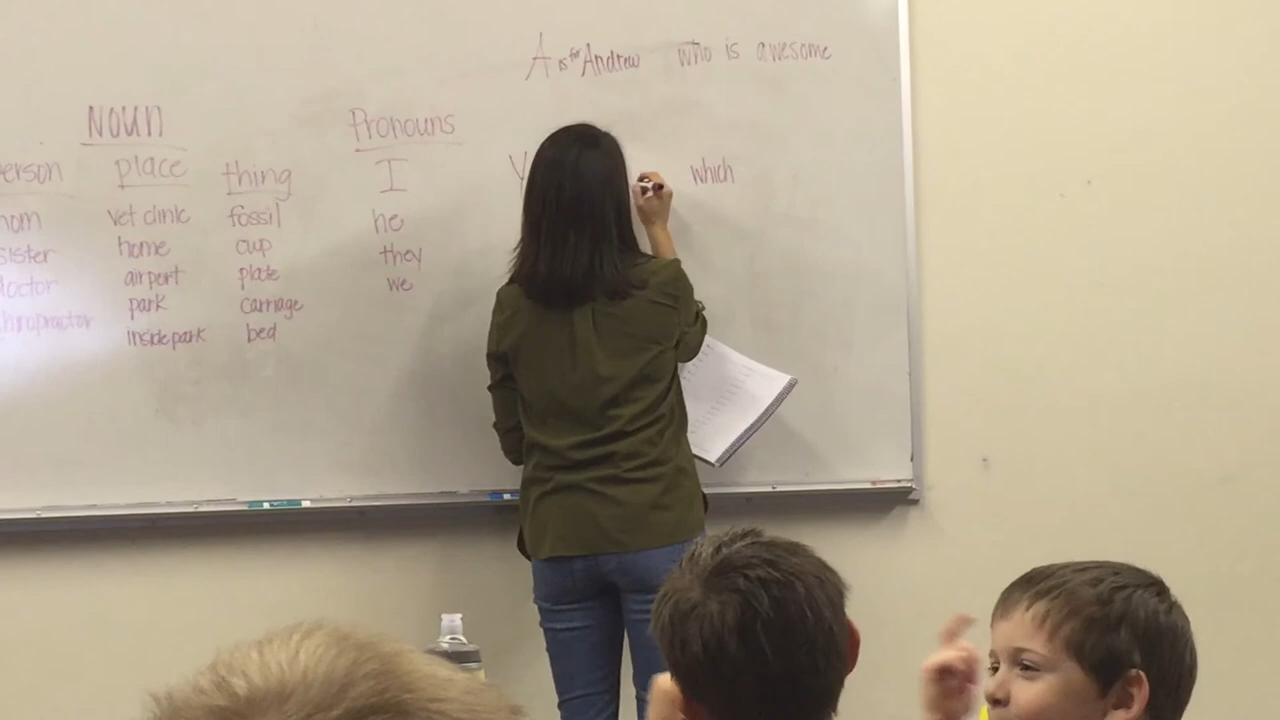 A is for Andrew who is awesome
Noun
Pronouns
person place thing
I
which
mom vet clinic fossil
he
sister home cup
they
doctor airport plate
we
chiropractor park carriage
inside park bed